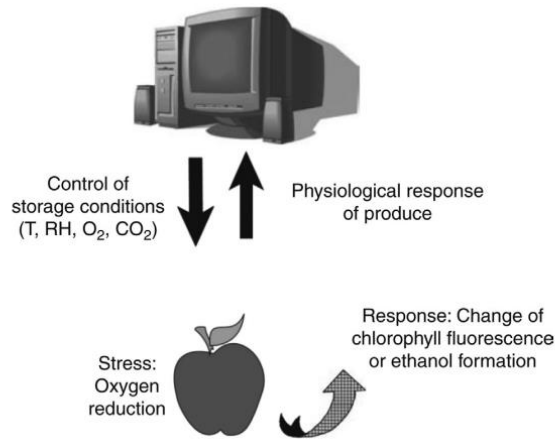 Control of
storage conditions
(T, RH, O₂, CO₂)
Physiological response
of produce
Response: Change of
chlorophyll fluorescence
or ethanol formation
Stress:
Oxygen
reduction